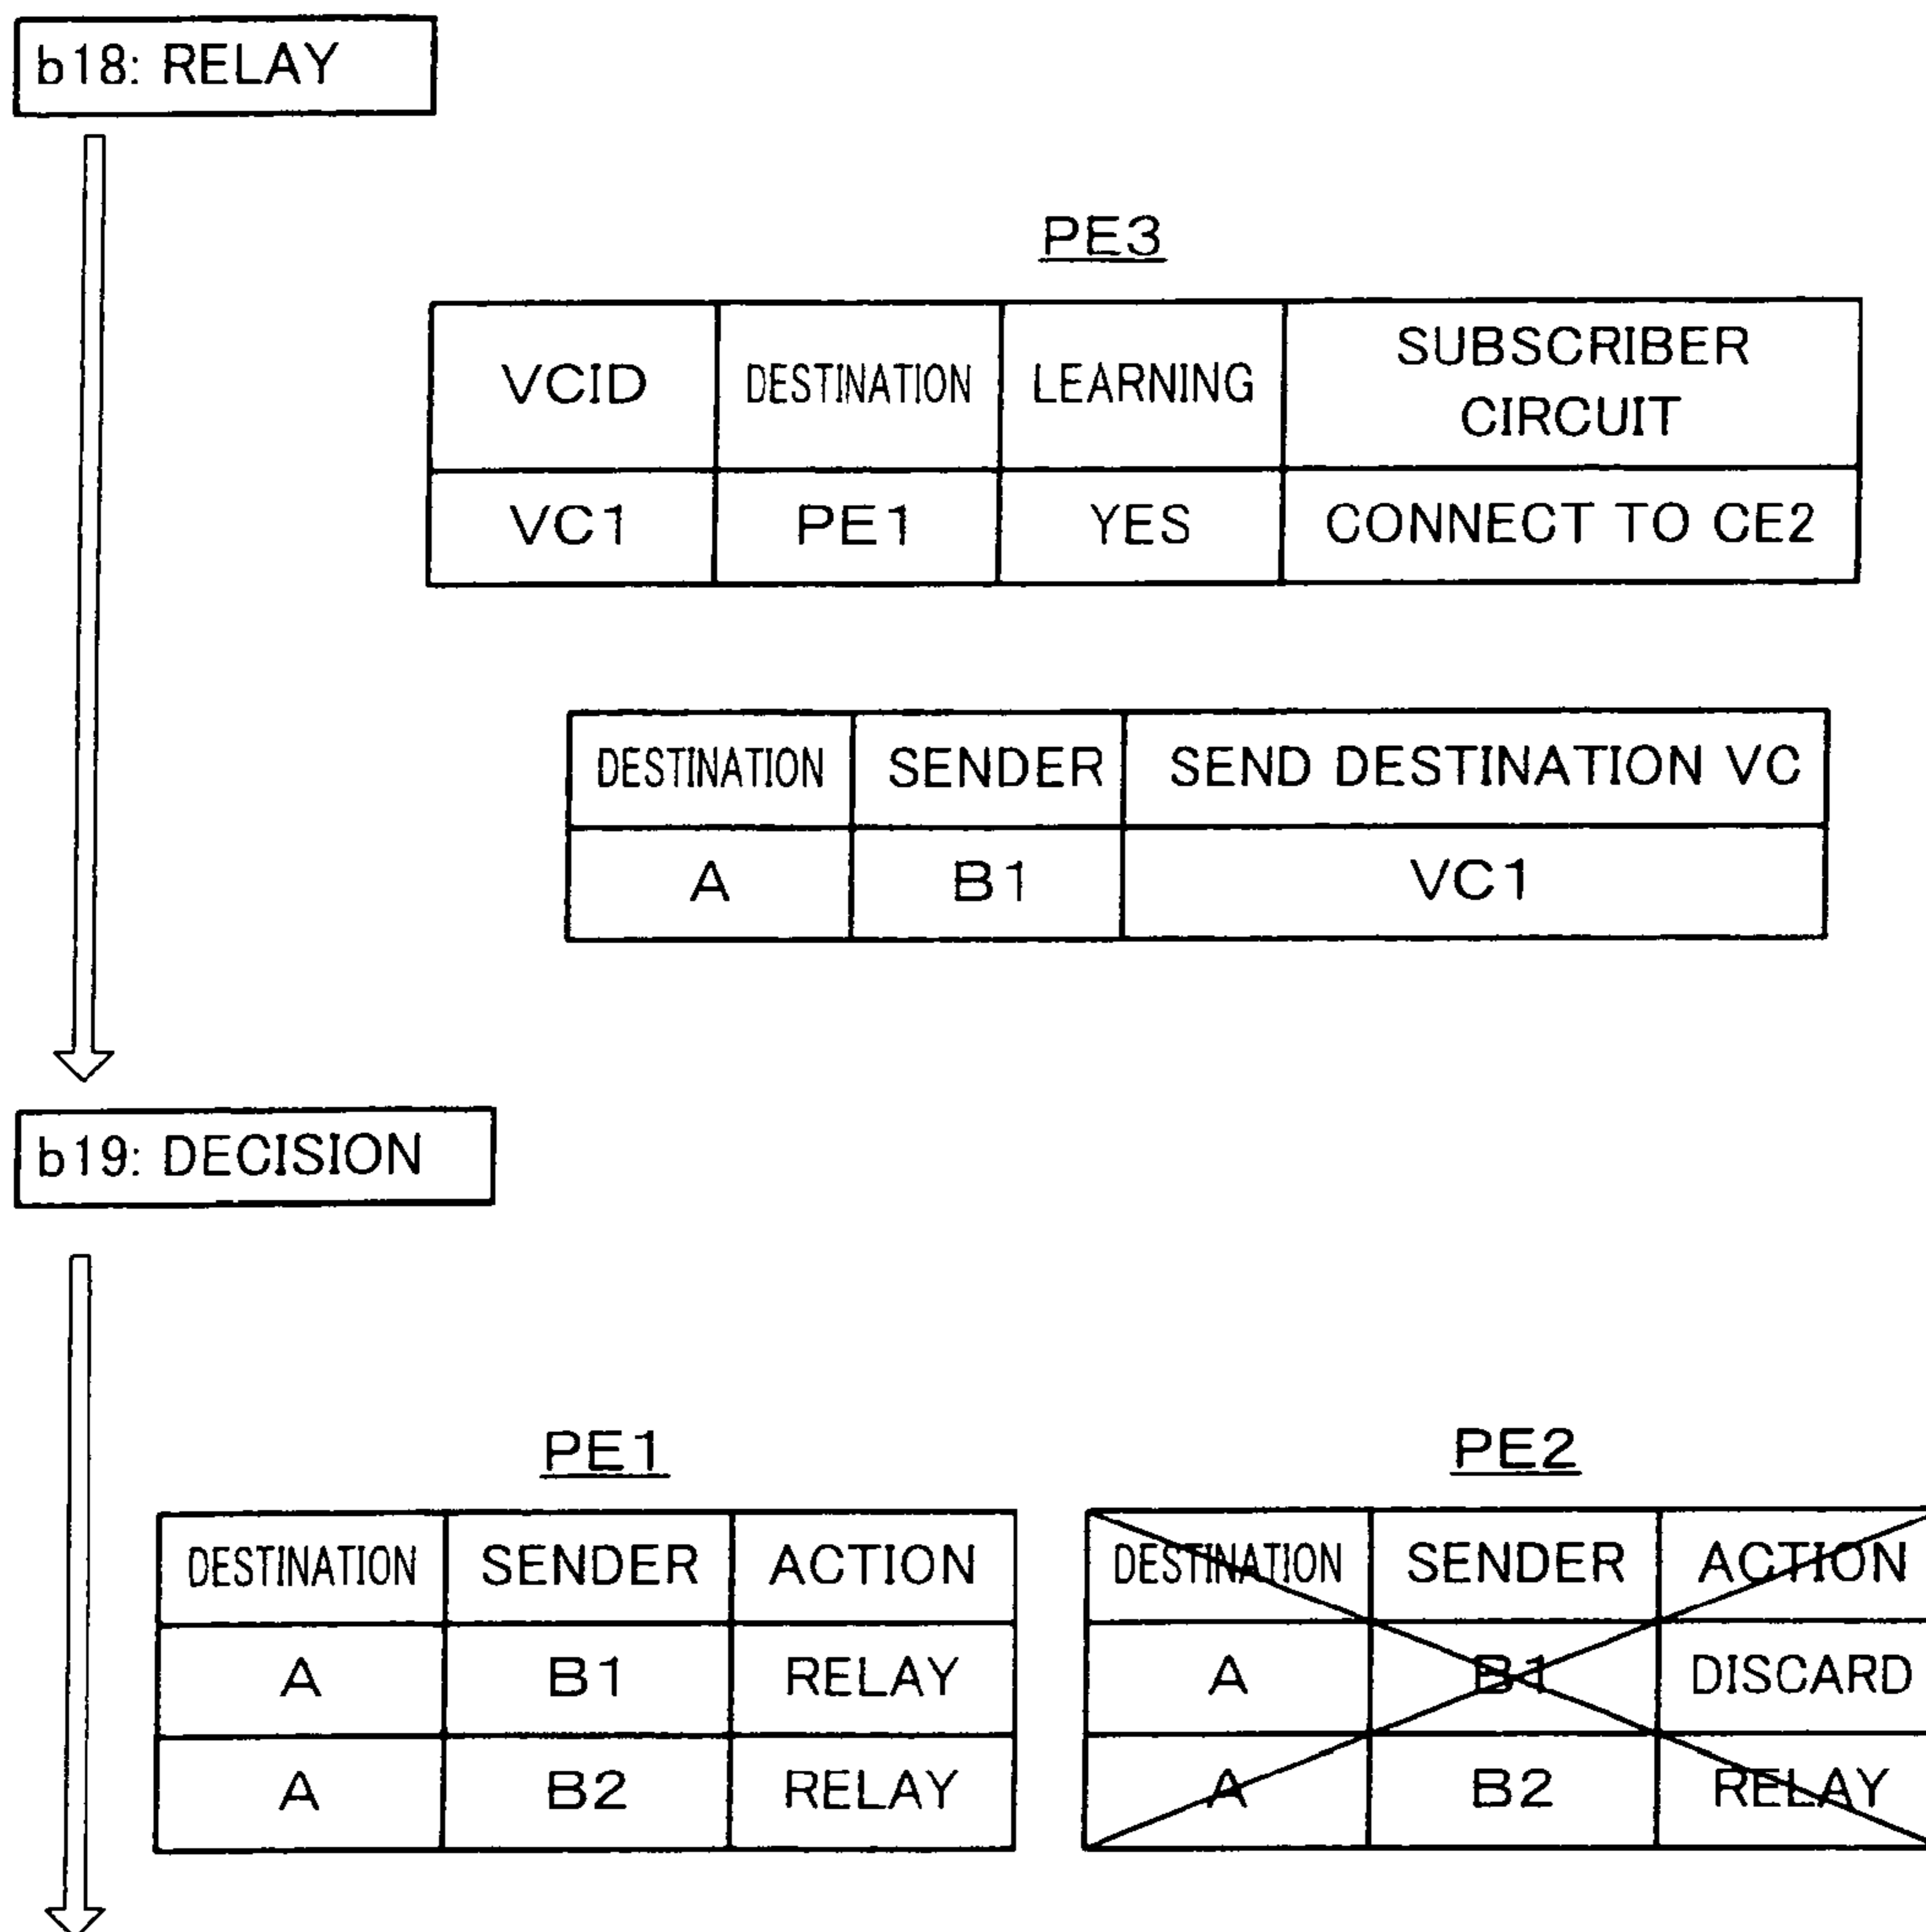 b18: RELAY
PE3
VCID DESTINATION LEARNING SUBSCRIBER CIRCUIT
VC1 PE1 YES CONNECT TO CE2
DESTINATION SENDER SEND DESTINATION VC
A B1 VC1
b19: DECISION
PE1
DESTINATION SENDER ACTION
A B1 RELAY
A B2 RELAY
PE2
DESTINATION SENDER ACTION
A B1 DISCARD
A B2 RELAY